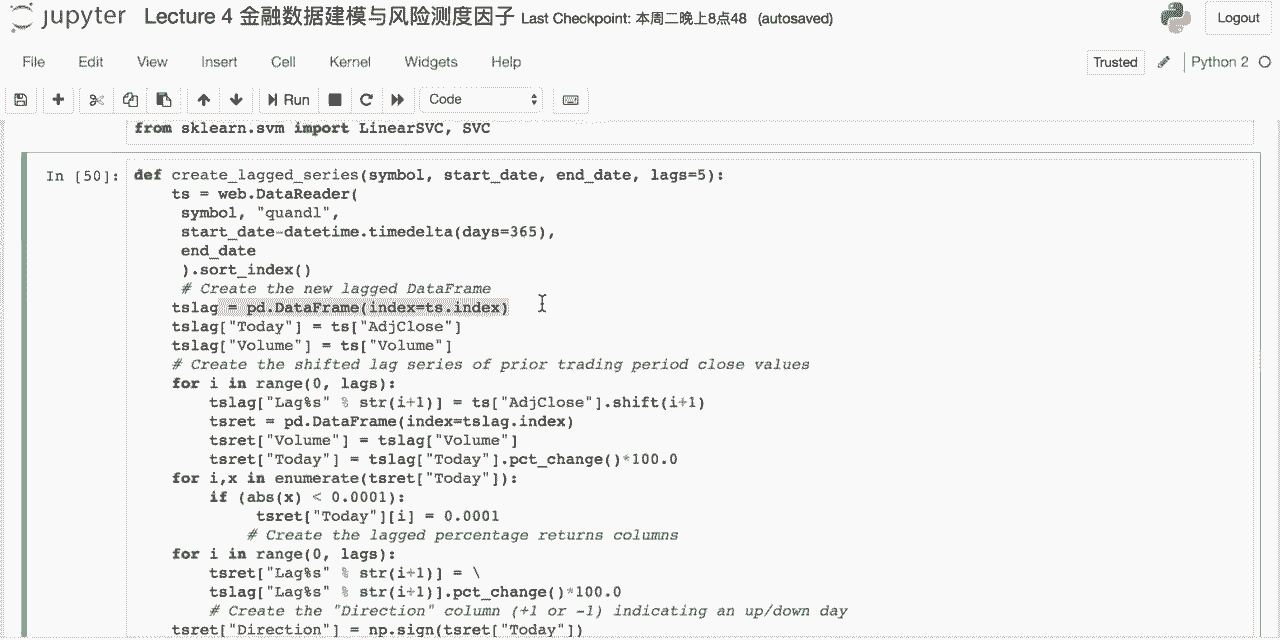 jupyter Lecture 4 金融数据建模与风险测度因子 Last Checkpoint: 本周二晚上8点48 (autosaved)
Logout
File Edit View Insert Cell Kernel Widgets Help
Trusted Python 2
Run Code
from sklearn.svm import LinearSVC, SVC
In [50]: def create_lagged_series(symbol, start_date, end_date, lags=5):
ts = web.DataReader(
symbol, "quandl",
start_date-datetime.timedelta(days=365),
end_date
).sort_index()
# Create the new lagged DataFrame
tslag = pd.DataFrame(index=ts.index)
tslag["Today"] = ts["AdjClose"]
tslag["Volume"] = ts["Volume"]
# Create the shifted lag series of prior trading period close values
for i in range(0, lags):
tslag["Lag%s" % str(i+1)] = ts["AdjClose"].shift(i+1)
tsret = pd.DataFrame(index=tslag.index)
tsret["Volume"] = tslag["Volume"]
tsret["Today"] = tslag["Today"].pct_change()*100.0
for i,x in enumerate(tsret["Today"]):
if (abs(x) < 0.0001):
tsret["Today"][i] = 0.0001
# Create the lagged percentage returns columns
for i in range(0, lags):
tsret["Lag%s" % str(i+1)] = \
tslag["Lag%s" % str(i+1)].pct_change()*100.0
# Create the "Direction" column (+1 or -1) indicating an up/down day
tsret["Direction"] = np.sign(tsret["Today"])